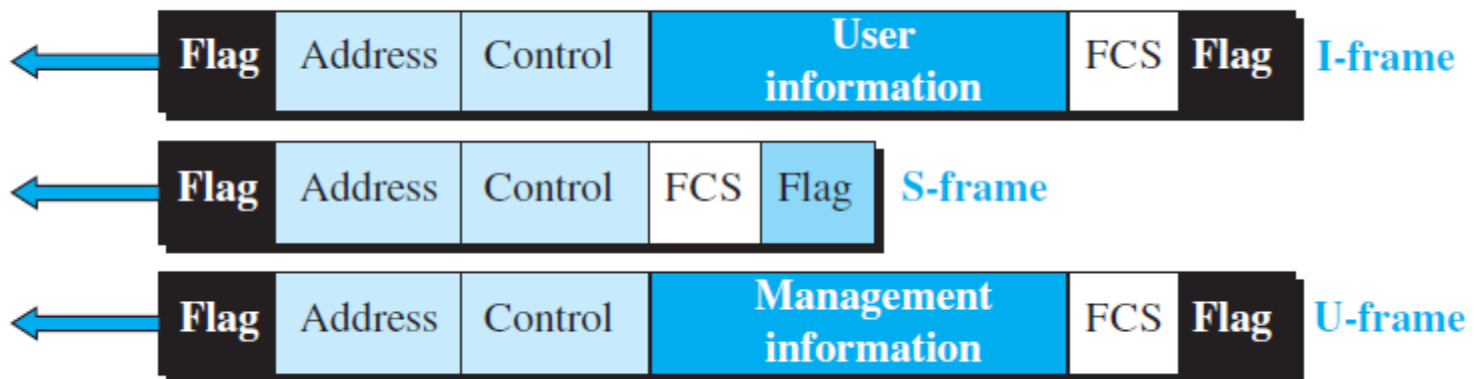 Flag Address Control User information FCS Flag I-frame
Flag Address Control FCS Flag S-frame
Flag Address Control Management information FCS Flag U-frame